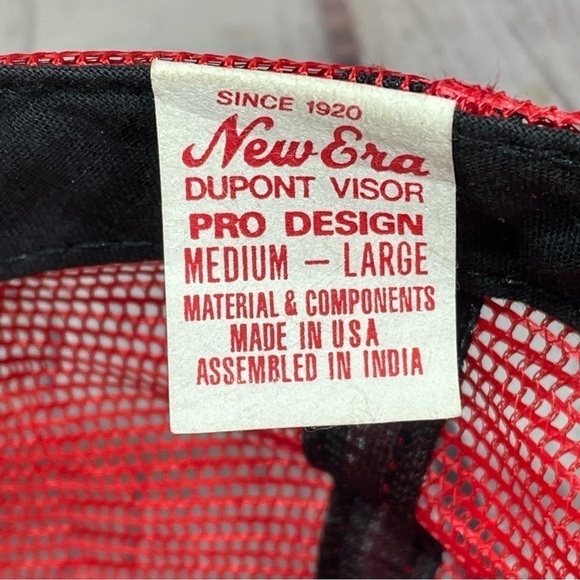 SINCE 1920
New Era
DUPONT VISOR
PRO DESIGN
MEDIUM – LARGE
MATERIAL & COMPONENTS
MADE IN USA
ASSEMBLED IN INDIA